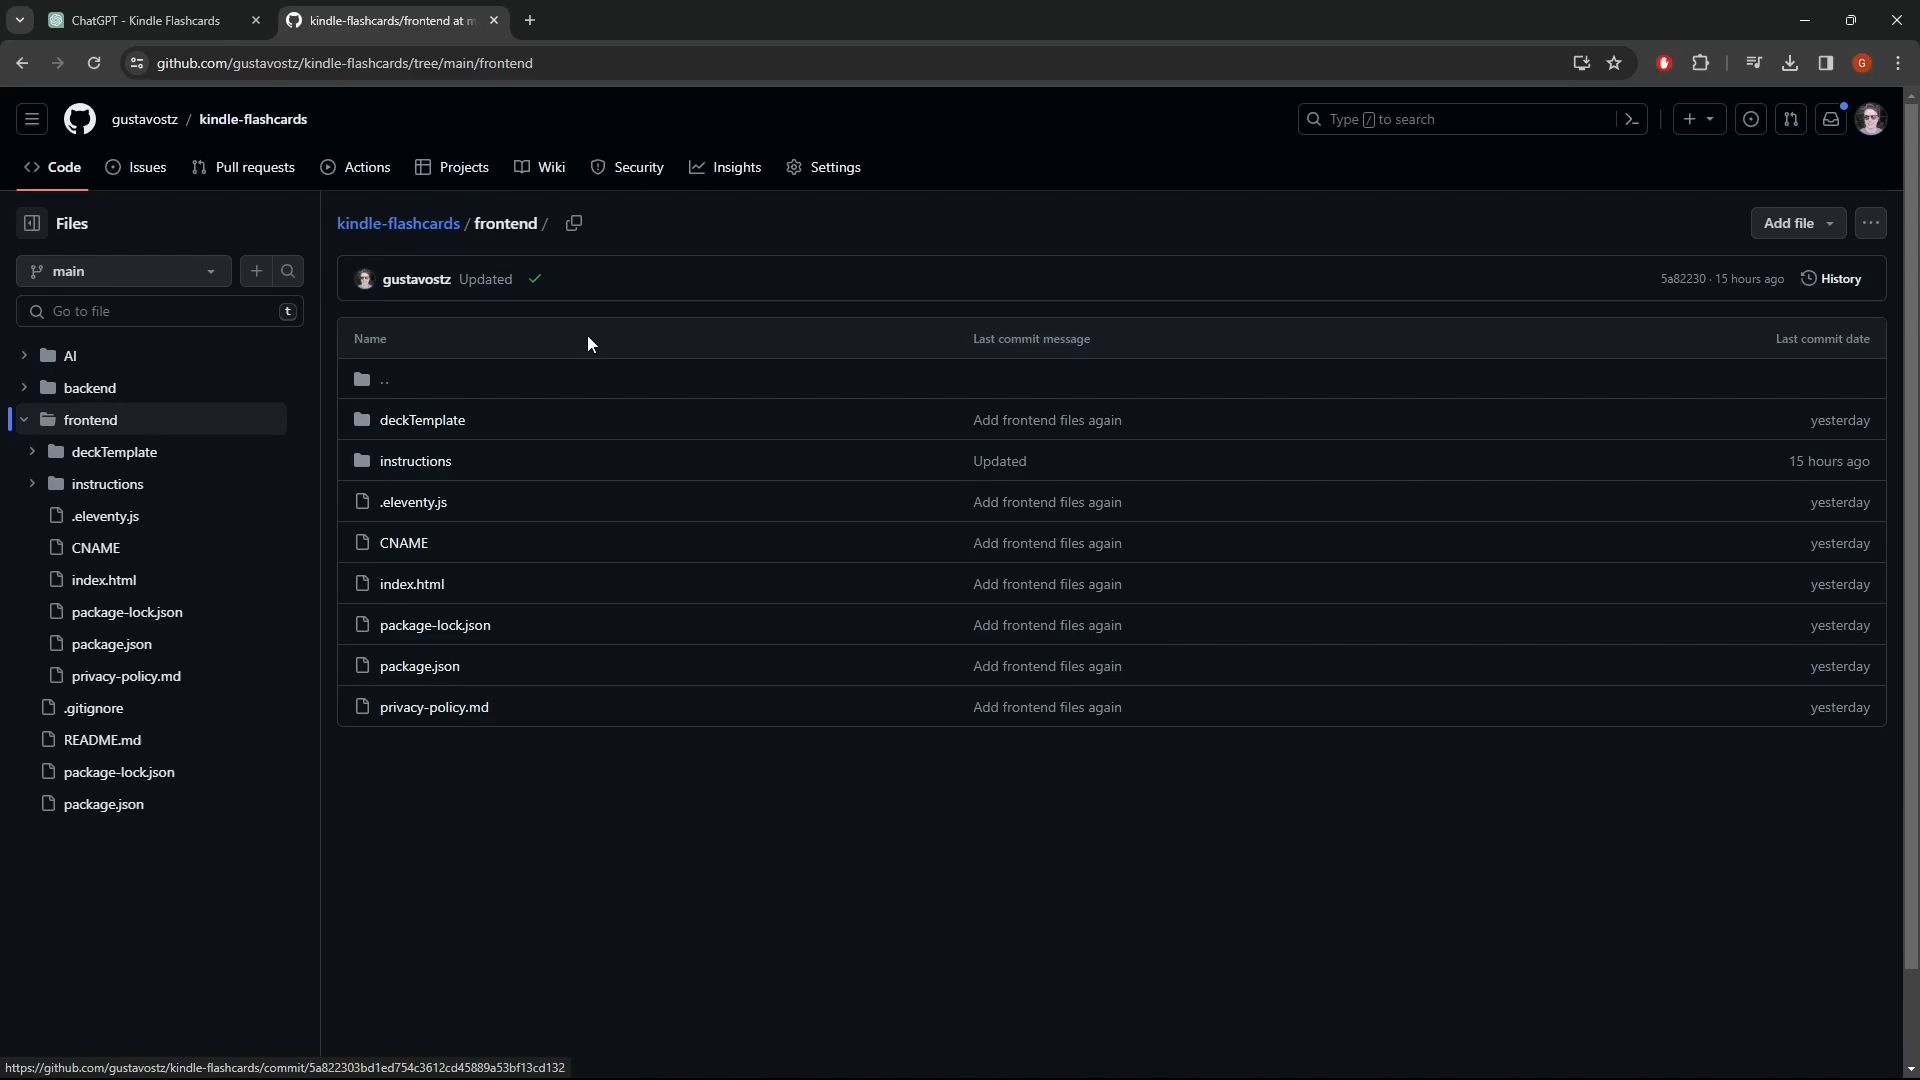 ChatGPT - Kindle Flashcards
kindle-flashcards/frontend at m
github.com/gustavostz/kindle-flashcards/tree/main/frontend
G
gustavostz / kindle-flashcards
Type / to search
Code Issues Pull requests Actions Projects Wiki Security Insights Settings
Files
main
Go to file t
AI
backend
frontend
deckTemplate
instructions
.eleventy.js
CNAME
index.html
package-lock.json
package.json
privacy-policy.md
.gitignore
README.md
package-lock.json
package.json
kindle-flashcards / frontend /
Add file
gustavostz Updated 5a82230 · 15 hours ago History
Name Last commit message Last commit date
..
deckTemplate Add frontend files again yesterday
instructions Updated 15 hours ago
.eleventy.js Add frontend files again yesterday
CNAME Add frontend files again yesterday
index.html Add frontend files again yesterday
package-lock.json Add frontend files again yesterday
package.json Add frontend files again yesterday
privacy-policy.md Add frontend files again yesterday
https://github.com/gustavostz/kindle-flashcards/commit/5a822303bd1ed754c3612cd45889a53bf13cd132